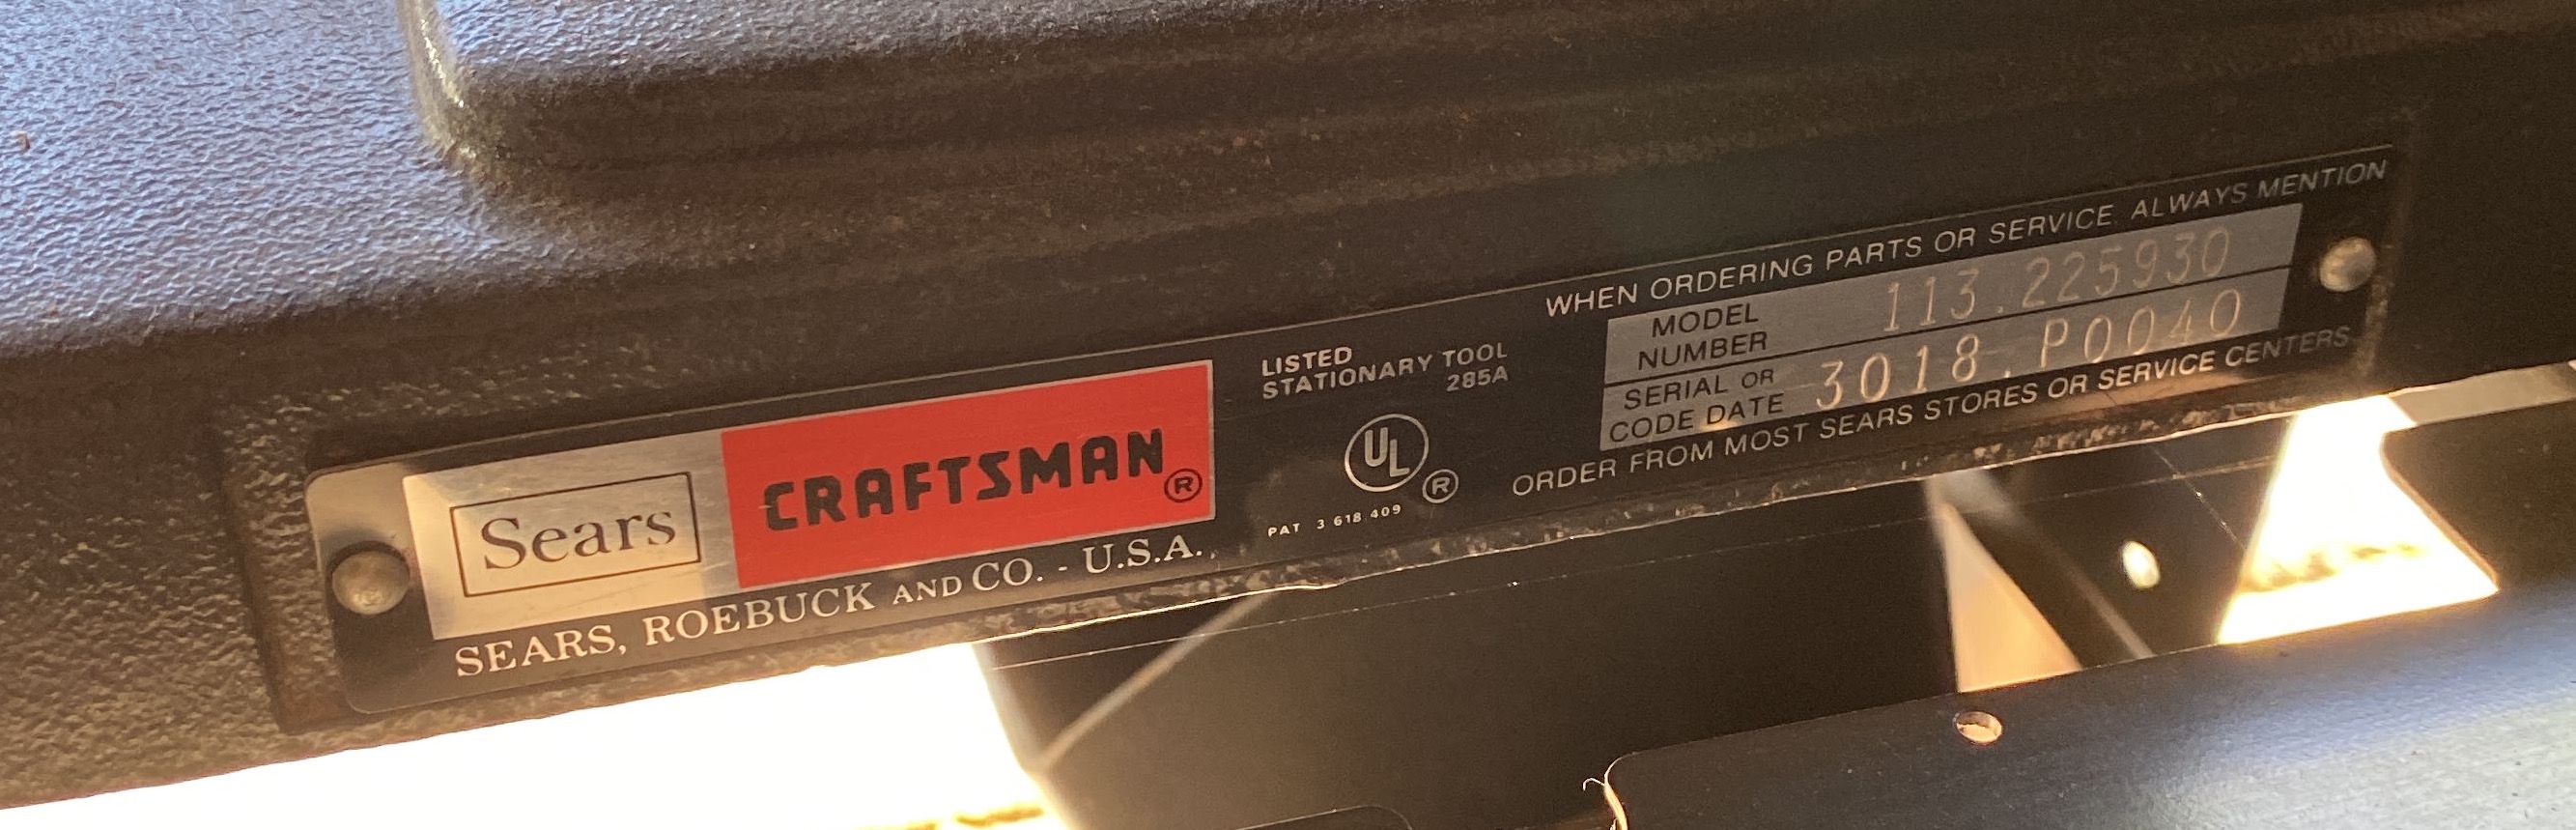 Sears
CRAFTSMAN®
SEARS, ROEBUCK AND CO. - U.S.A.
LISTED
STATIONARY TOOL
285A
UL ®
PAT 3 618 409
WHEN ORDERING PARTS OR SERVICE, ALWAYS MENTION
MODEL
NUMBER 113.225930
SERIAL OR
CODE DATE 3018.P0040
ORDER FROM MOST SEARS STORES OR SERVICE CENTERS